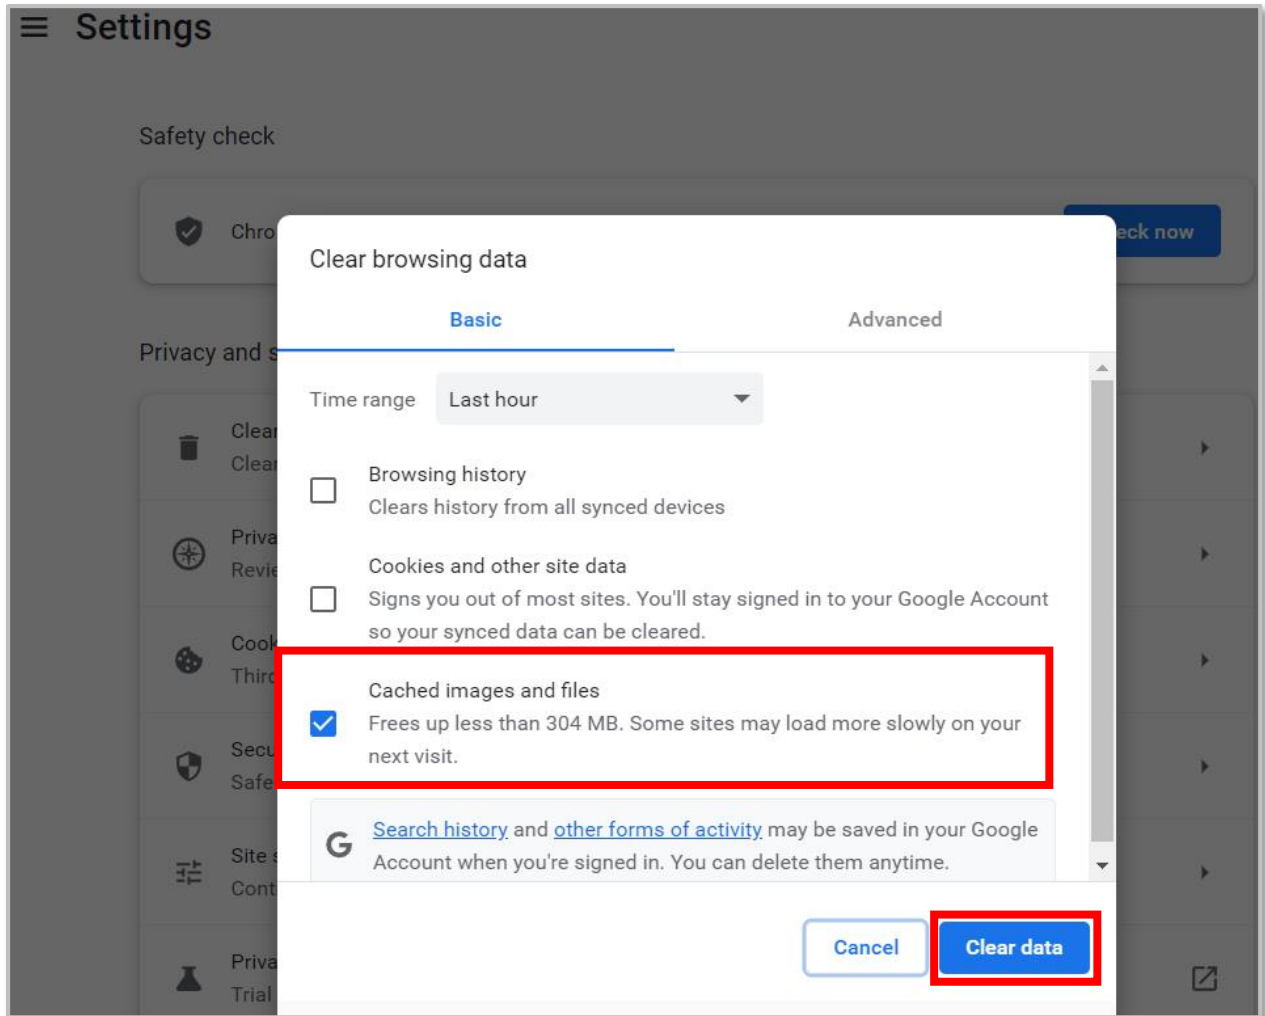 Settings
Safety check
Chro
eck now
Clear browsing data
Basic
Advanced
Privacy and s
Time range
Last hour
Clear
Clear
Browsing history
Clears history from all synced devices
Priva
Revie
Cookies and other site data
Signs you out of most sites. You'll stay signed in to your Google Account
so your synced data can be cleared.
Cook
Third
Cached images and files
Frees up less than 304 MB. Some sites may load more slowly on your
next visit.
Secu
Safe
Search history and other forms of activity may be saved in your Google
Account when you're signed in. You can delete them anytime.
Site s
Cont
Cancel
Clear data
Priva
Trial